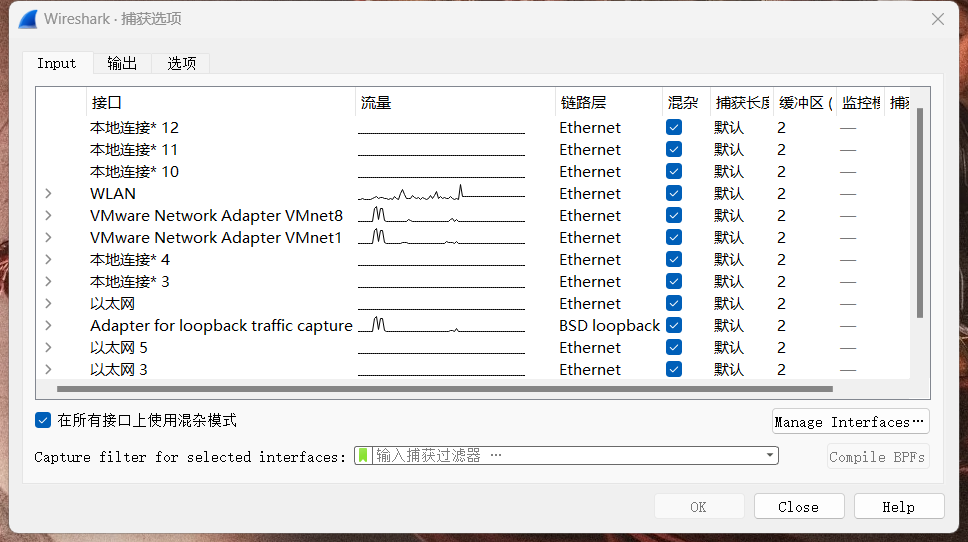 Wireshark · 捕获选项
Input 输出 选项
接口 流量 链路层 混杂 捕获长度 缓冲区 ( 监控模 捕获
本地连接* 12 Ethernet 默认 2 —
本地连接* 11 Ethernet 默认 2 —
本地连接* 10 Ethernet 默认 2 —
WLAN Ethernet 默认 2 —
VMware Network Adapter VMnet8 Ethernet 默认 2 —
VMware Network Adapter VMnet1 Ethernet 默认 2 —
本地连接* 4 Ethernet 默认 2 —
本地连接* 3 Ethernet 默认 2 —
以太网 Ethernet 默认 2 —
Adapter for loopback traffic capture BSD loopback 默认 2 —
以太网 5 Ethernet 默认 2 —
以太网 3 Ethernet 默认 2 —
在所有接口上使用混杂模式
Manage Interfaces…
Capture filter for selected interfaces: 输入捕获过滤器 …
Compile BPFs
OK Close Help